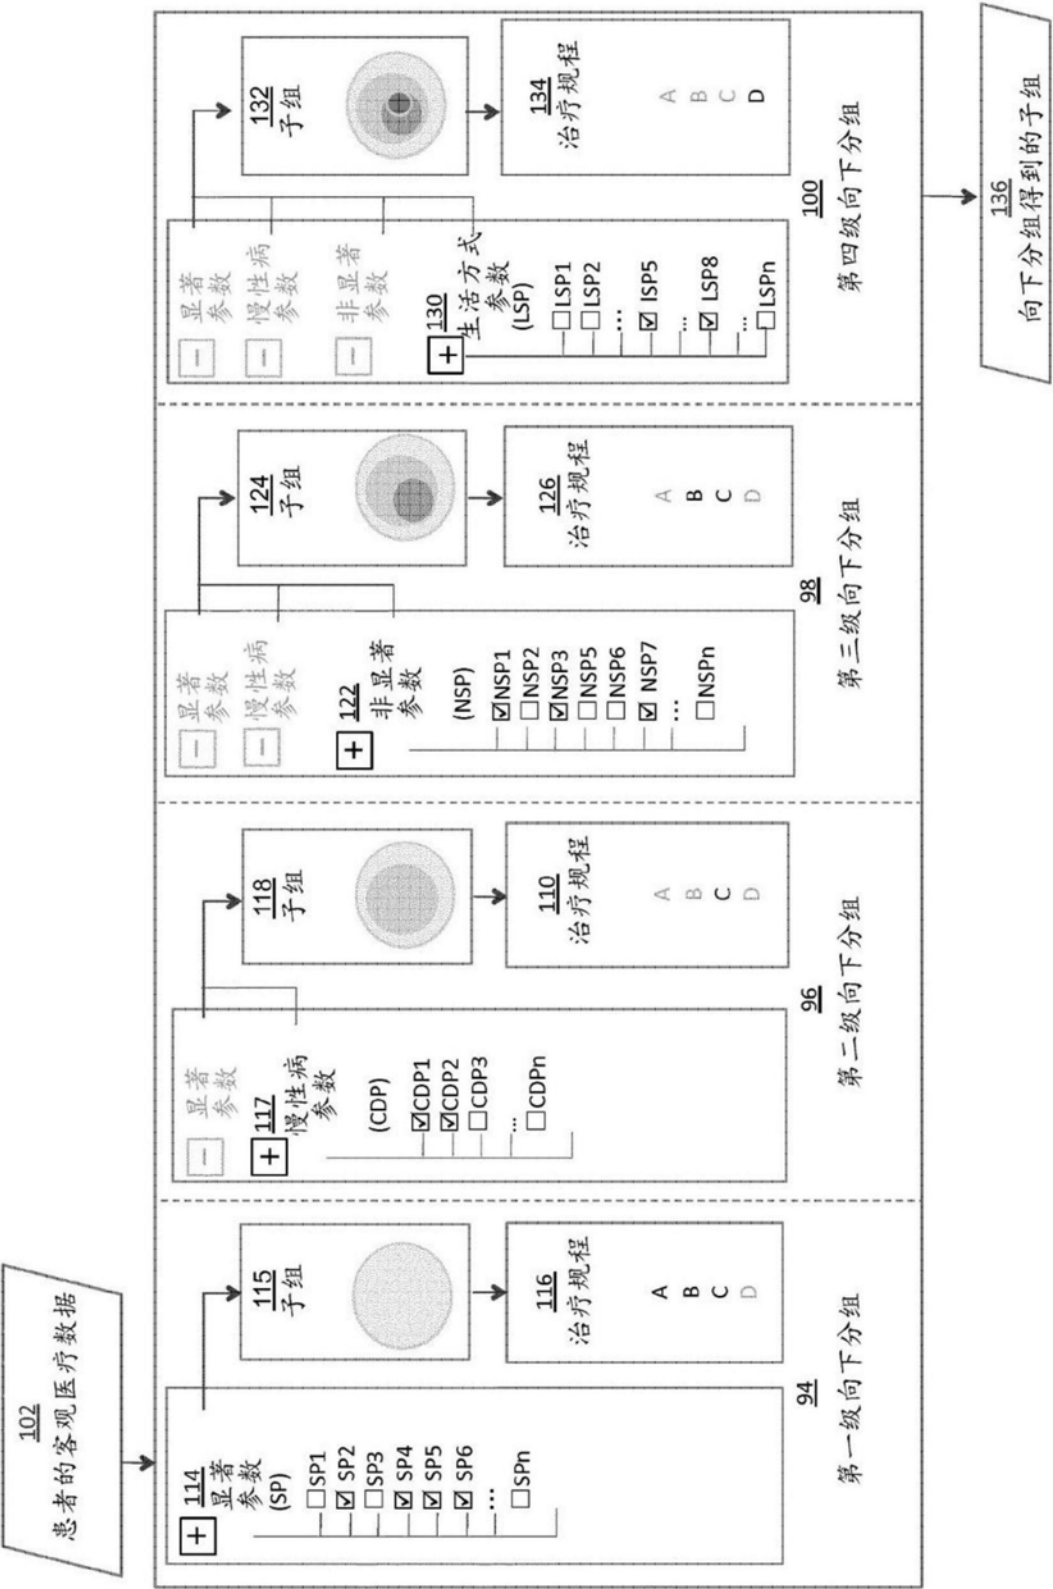 102
患者的客观医疗数据
114
显著
参数
(SP)
☐SP1
☑SP2
☐SP3
☑SP4
☑SP5
☑SP6
...
☐SPn
115
子组
116
治疗规程
A
B
C
D
94
第一级向下分组
显著
参数
117
慢性病
参数
(CDP)
☑CDP1
☑CDP2
☐CDP3
...
☐CDPn
118
子组
110
治疗规程
A
B
C
D
96
第二级向下分组
显著
参数
慢性病
参数
122
非显著
参数
(NSP)
☑NSP1
☐NSP2
☑NSP3
☐NSP5
☐NSP6
☑NSP7
...
☐NSPn
124
子组
126
治疗规程
A
B
C
D
98
第三级向下分组
显著
参数
慢性病
参数
非显著
参数
130
生活方式
参数
(LSP)
☐LSP1
☐LSP2
...
☑ISP5
...
☑LSP8
...
☐LSPn
132
子组
134
治疗规程
A
B
C
D
100
第四级向下分组
136
向下分组得到的子组